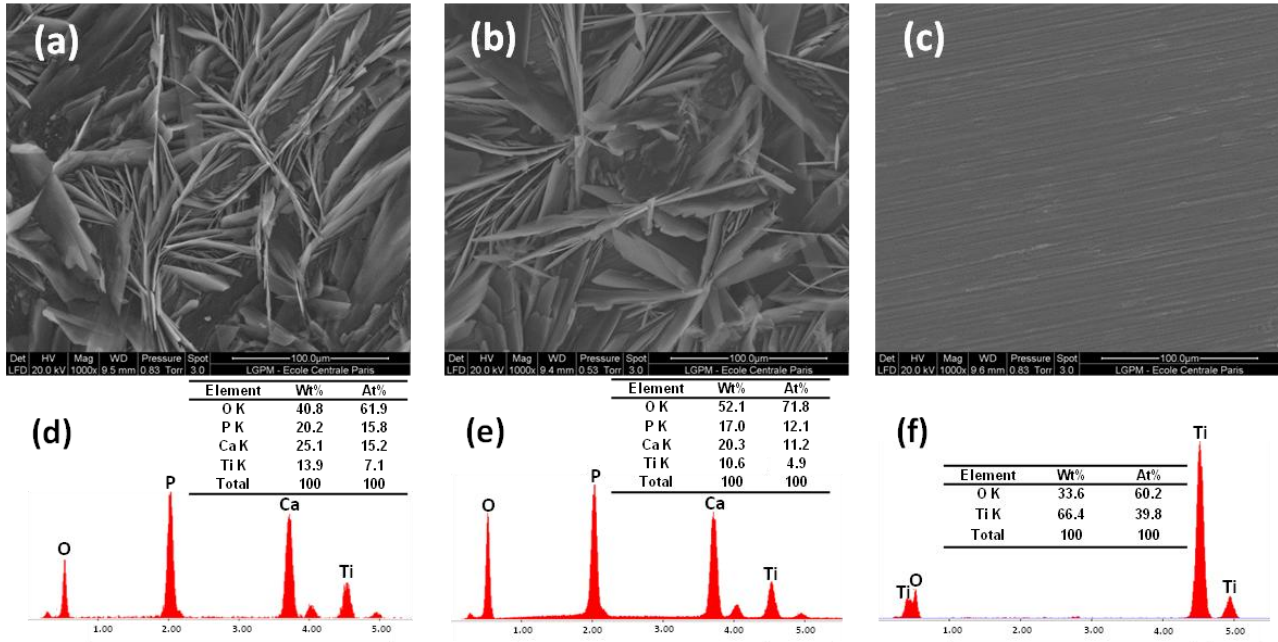 (a)
(b)
(c)
Det HV Mag WD Pressure Spot 100.0µm
LFD 20.0 kV 1000x 9.5 mm 0.83 Torr 3.0 LGPM - Ecole Centrale Paris
Det HV Mag WD Pressure Spot 100.0µm
LFD 20.0 kV 1000x 9.4 mm 0.53 Torr 3.0 LGPM - Ecole Centrale Paris
Det HV Mag WD Pressure Spot 100.0µm
LFD 20.0 kV 1000x 9.6 mm 0.83 Torr 3.0 LGPM - Ecole Centrale Paris
(d)
Element Wt% At%
O K 40.8 61.9
P K 20.2 15.8
Ca K 25.1 15.2
Ti K 13.9 7.1
Total 100 100
O
P
Ca
Ti
1.00 2.00 3.00 4.00 5.00
(e)
Element Wt% At%
O K 52.1 71.8
P K 17.0 12.1
Ca K 20.3 11.2
Ti K 10.6 4.9
Total 100 100
O
P
Ca
Ti
1.00 2.00 3.00 4.00 5.00
(f)
Element Wt% At%
O K 33.6 60.2
Ti K 66.4 39.8
Total 100 100
Ti
O
Ti
Ti
1.00 2.00 3.00 4.00 5.00